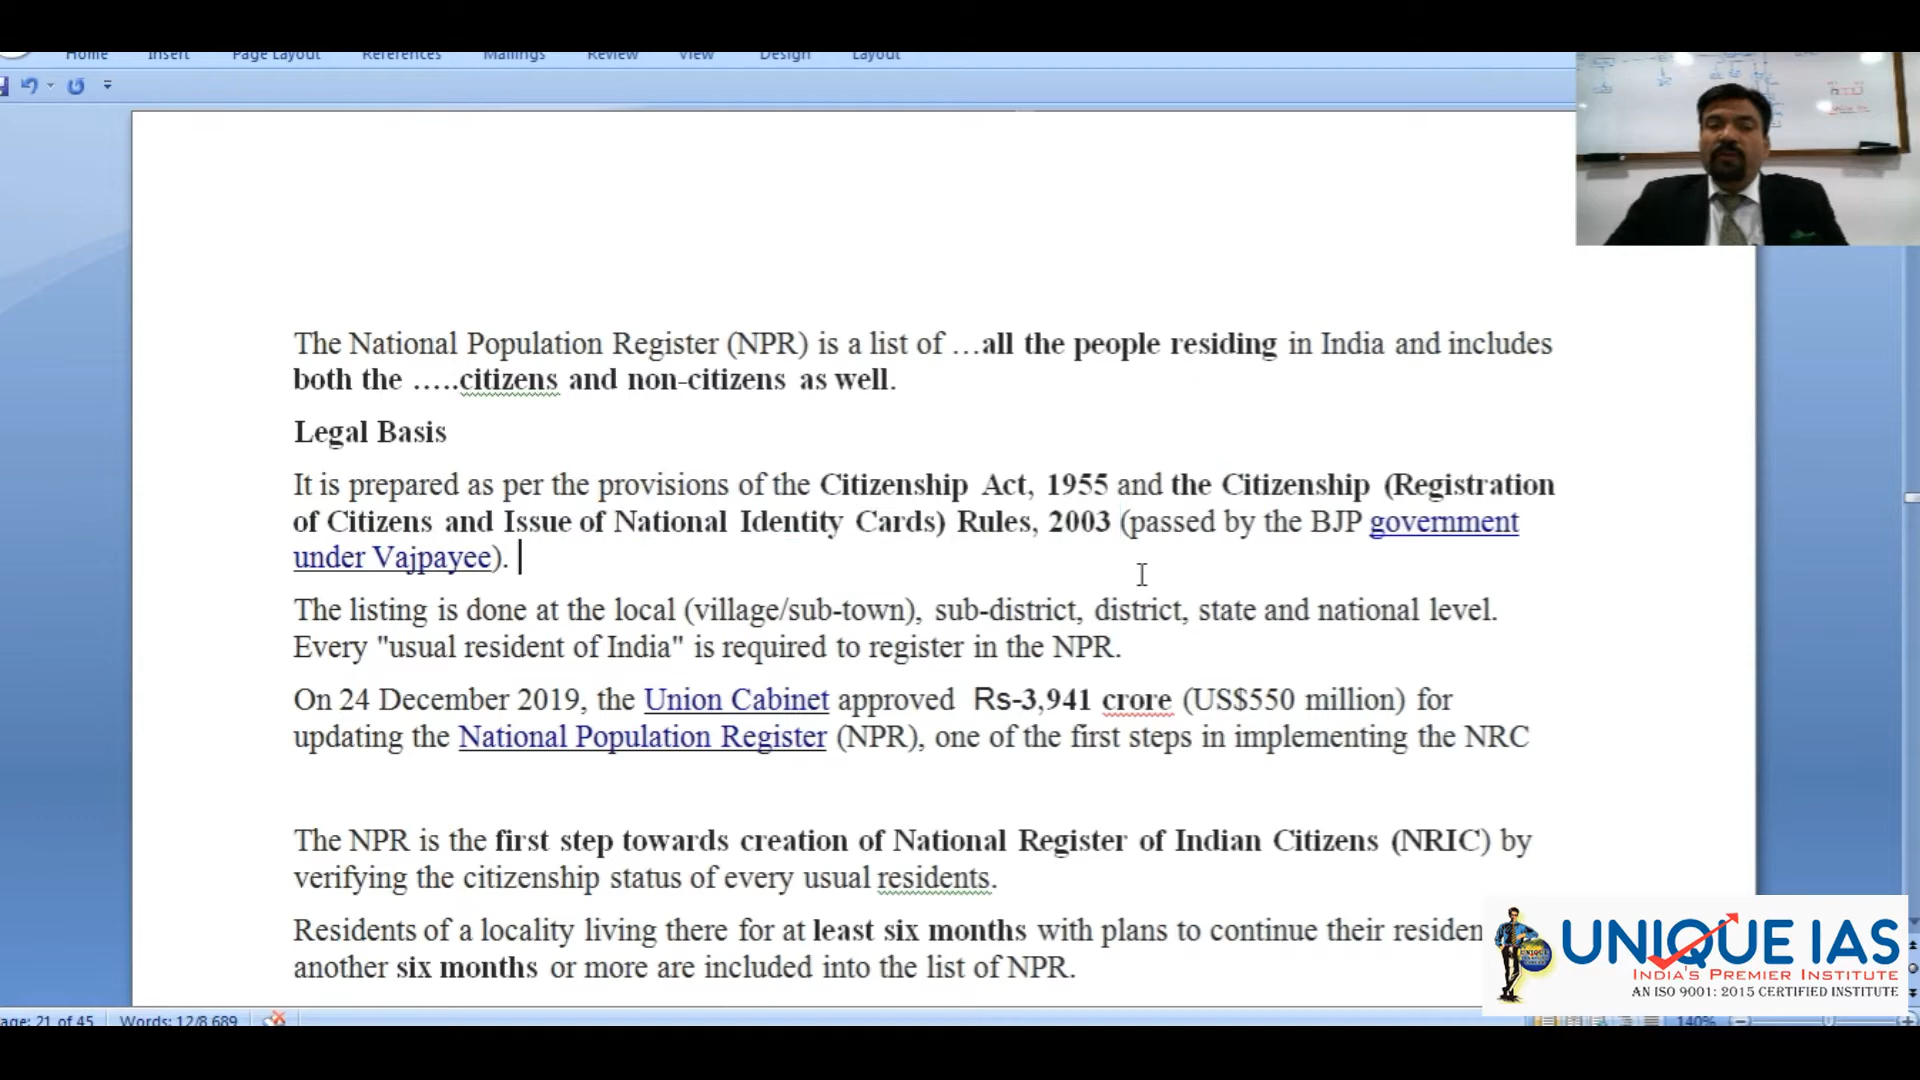 Home Insert Page Layout References Mailings Review View Design Layout
The National Population Register (NPR) is a list of …all the people residing in India and includes
both the …..citizens and non-citizens as well.
Legal Basis
It is prepared as per the provisions of the Citizenship Act, 1955 and the Citizenship (Registration
of Citizens and Issue of National Identity Cards) Rules, 2003 (passed by the BJP government
under Vajpayee).
The listing is done at the local (village/sub-town), sub-district, district, state and national level.
Every "usual resident of India" is required to register in the NPR.
On 24 December 2019, the Union Cabinet approved Rs-3,941 crore (US$550 million) for
updating the National Population Register (NPR), one of the first steps in implementing the NRC
The NPR is the first step towards creation of National Register of Indian Citizens (NRIC) by
verifying the citizenship status of every usual residents.
Residents of a locality living there for at least six months with plans to continue their residen
another six months or more are included into the list of NPR.
UNIQUE IAS
INDIA'S PREMIER INSTITUTE
AN ISO 9001: 2015 CERTIFIED INSTITUTE
age: 21 of 45 Words: 12/8,689 140%